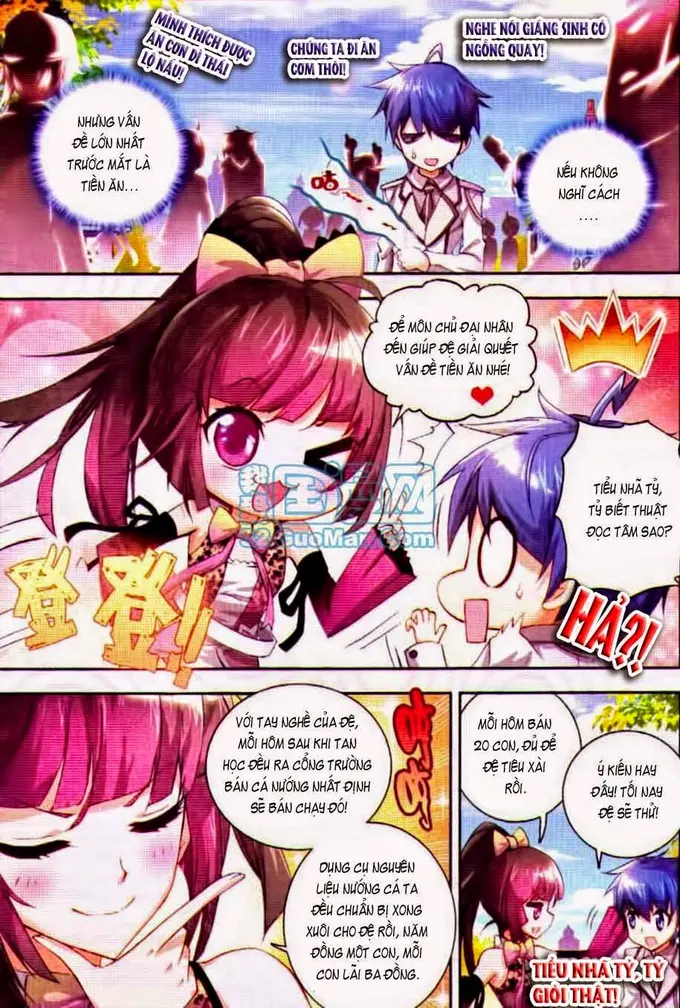 MÌNH THÍCH ĐƯỢC
ĂN CON DÌ THÁI
LỌ NÂU!
CHÚNG TA ĐI ĂN
CƠM THÔI!
NGHE NÓI GIÁNG SINH CÓ
NGỖNG QUAY!
NHƯNG VẤN
ĐỀ LỚN NHẤT
TRƯỚC MẮT LÀ
TIỀN ĂN...
咕
NẾU KHÔNG
NGHĨ CÁCH
....
ĐỂ MÔN CHỦ ĐẠI NHÂN
ĐẾN GIÚP ĐỆ GIẢI QUYẾT
VẤN ĐỀ TIỀN ĂN NHÉ!
TIỂU NHÃ TỶ,
TỶ BIẾT THUẬT
ĐỌC TÂM SAO?
HẢ?!
登登!!
VỚI TAY NGHỀ CỦA ĐỆ,
MỖI HÔM SAU KHI TAN
HỌC ĐỀU RA CỔNG TRƯỜNG
BÁN CÁ NƯỚNG NHẤT ĐỊNH
SẼ BÁN CHẠY ĐÓ!
DỤNG CỤ NGUYÊN
LIỆU NƯỚNG CÁ TA
ĐỀU CHUẨN BỊ XONG
XUÔI CHO ĐỆ RỒI, NĂM
ĐỒNG MỘT CON, MỖI
CON LÃI BA ĐỒNG.
MỖI HÔM BÁN
20 CON, ĐỦ ĐỂ
ĐỆ TIÊU XÀI
RỒI.
Ý KIẾN HAY
ĐẤY! TỐI NAY
ĐỆ SẼ THỬ!
TIỂU NHÃ TỶ, TỶ
GIỎI THẬT!